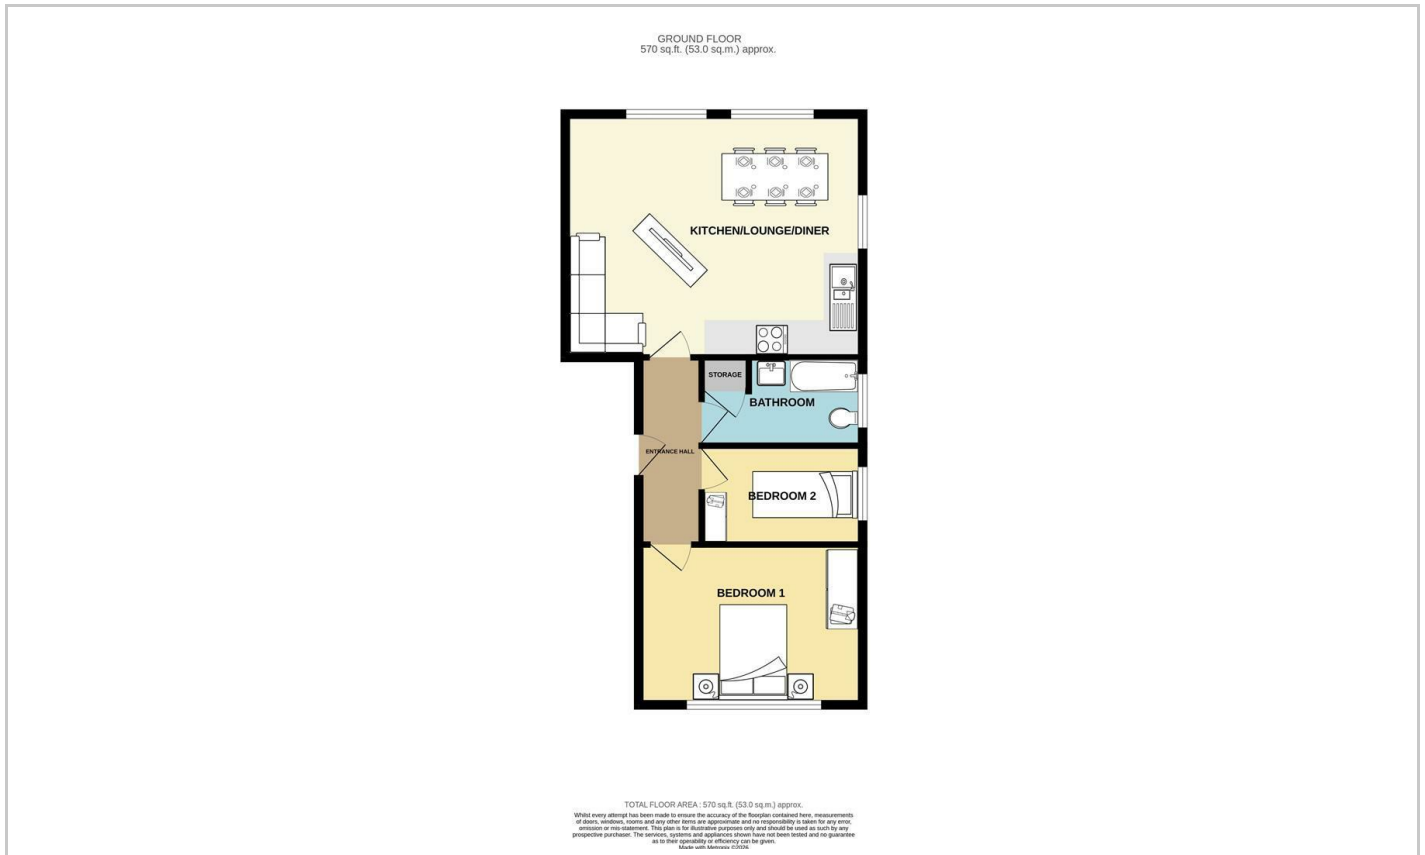 GROUND FLOOR
570 sq.ft. (53.0 sq.m.) approx.
KITCHEN/LOUNGE/DINER
STORAGE
BATHROOM
ENTRANCE HALL
BEDROOM 2
BEDROOM 1
TOTAL FLOOR AREA : 570 sq.ft. (53.0 sq.m.) approx.
Whilst every attempt has been made to ensure the accuracy of the floorplan contained here, measurements
of doors, windows, rooms and any other items are approximate and no responsibility is taken for any error,
omission or mis-statement. This plan is for illustrative purposes only and should be used as such by any
prospective purchaser. The services, systems and appliances shown have not been tested and no guarantee
as to their operability or efficiency can be given.
Made with Metropix ©2026